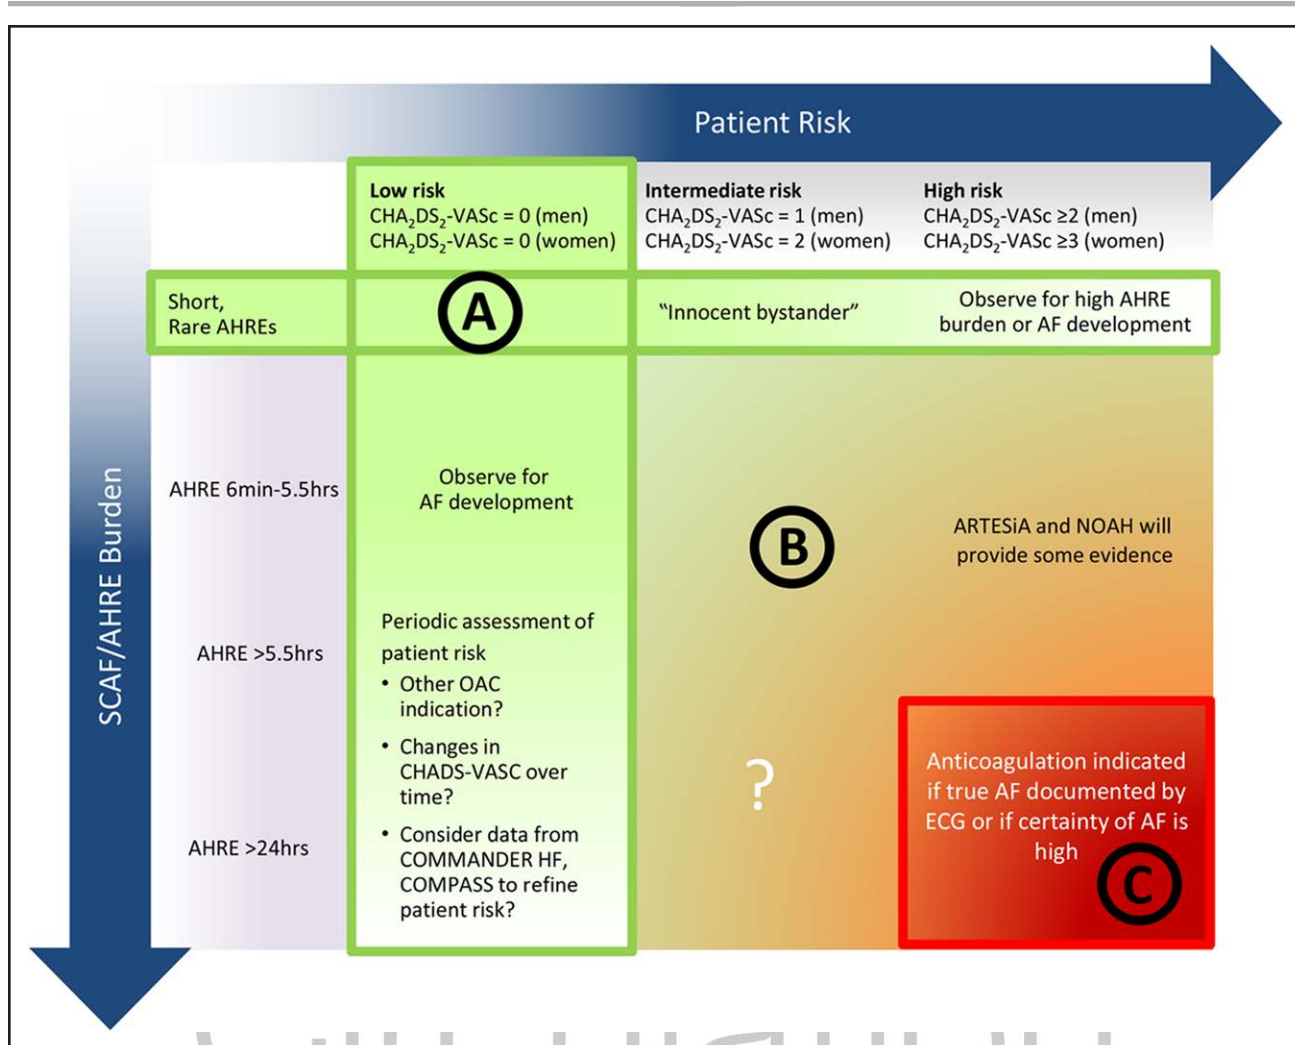 Patient Risk
Low risk
CHA₂DS₂-VASc = 0 (men)
CHA₂DS₂-VASc = 0 (women)
Intermediate risk
CHA₂DS₂-VASc = 1 (men)
CHA₂DS₂-VASc = 2 (women)
High risk
CHA₂DS₂-VASc ≥2 (men)
CHA₂DS₂-VASc ≥3 (women)
Short,
Rare AHREs
A
“Innocent bystander”
Observe for high AHRE
burden or AF development
SCAF/AHRE Burden
AHRE 6min-5.5hrs
Observe for
AF development
B
ARTESiA and NOAH will
provide some evidence
AHRE >5.5hrs
Periodic assessment of
patient risk
• Other OAC
indication?
• Changes in
CHADS-VASC over
time?
• Consider data from
COMMANDER HF,
COMPASS to refine
patient risk?
?
AHRE >24hrs
Anticoagulation indicated
if true AF documented by
ECG or if certainty of AF is
high
C